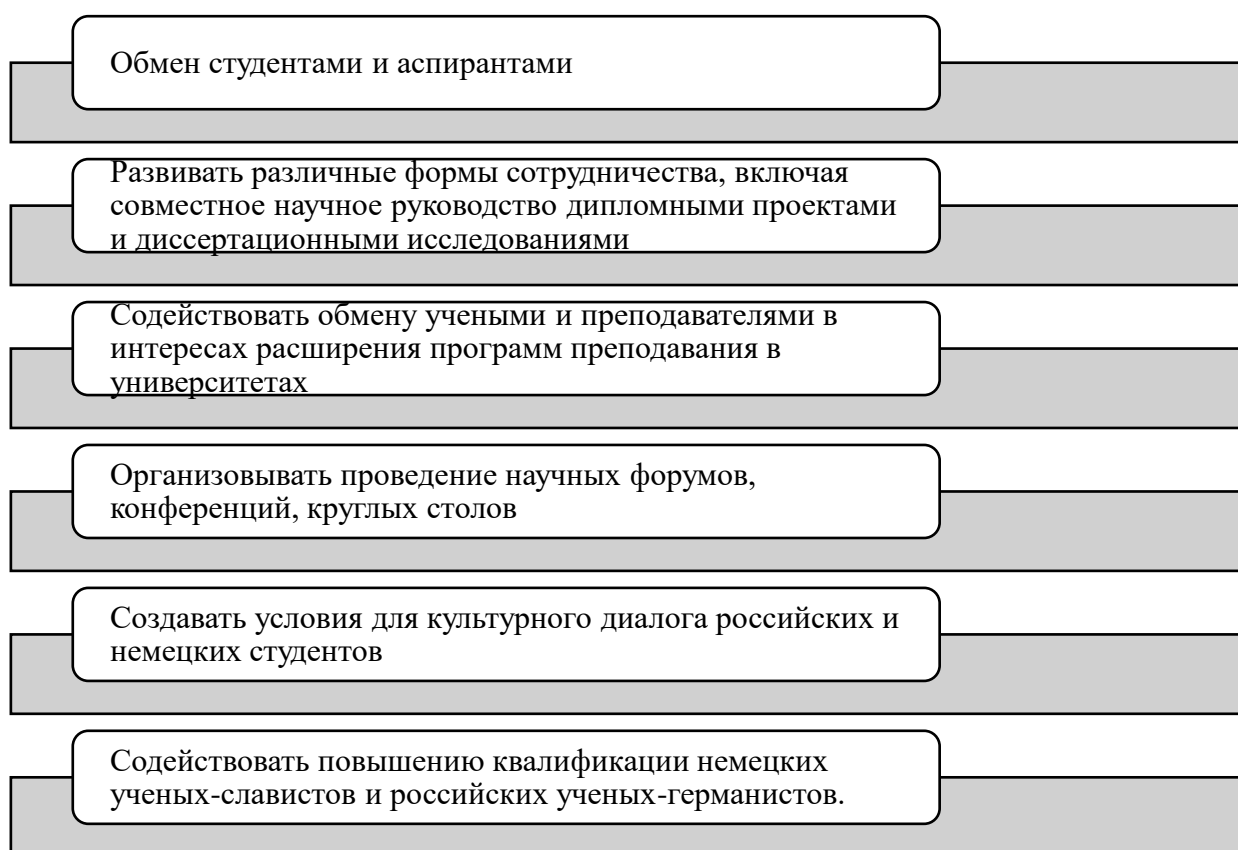 Обмен студентами и аспирантами
Развивать различные формы сотрудничества, включая
совместное научное руководство дипломными проектами
и диссертационными исследованиями
Содействовать обмену учеными и преподавателями в
интересах расширения программ преподавания в
университетах
Организовывать проведение научных форумов,
конференций, круглых столов
Создавать условия для культурного диалога российских и
немецких студентов
Содействовать повышению квалификации немецких
ученых-славистов и российских ученых-германистов.